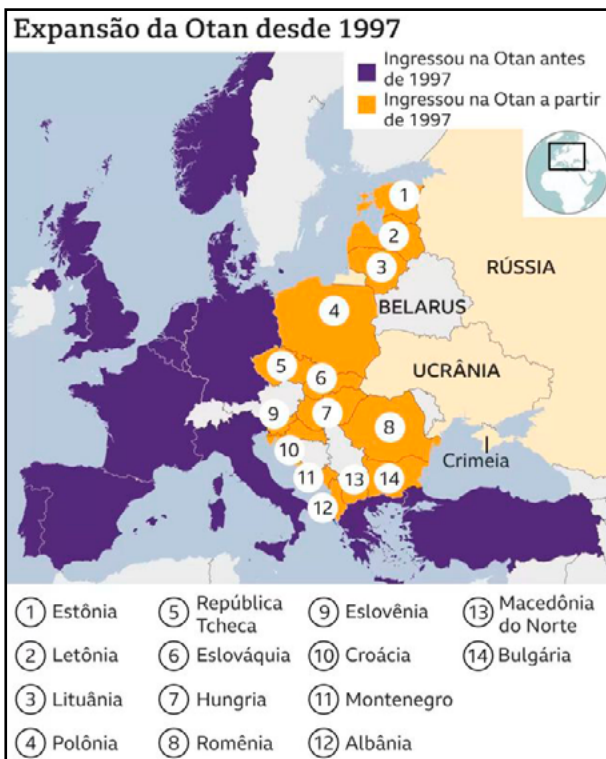 Expansão da Otan desde 1997
Ingressou na Otan antes
de 1997
Ingressou na Otan a partir
de 1997
1
2
3
RÚSSIA
4
BELARUS
5
6
UCRÂNIA
9
7
8
10
Crimeia
11
13
14
12
1 Estônia
2 Letônia
3 Lituânia
4 Polônia
5 República
Tcheca
6 Eslováquia
7 Hungria
8 Romênia
9 Eslovênia
10 Croácia
11 Montenegro
12 Albânia
13 Macedônia
do Norte
14 Bulgária